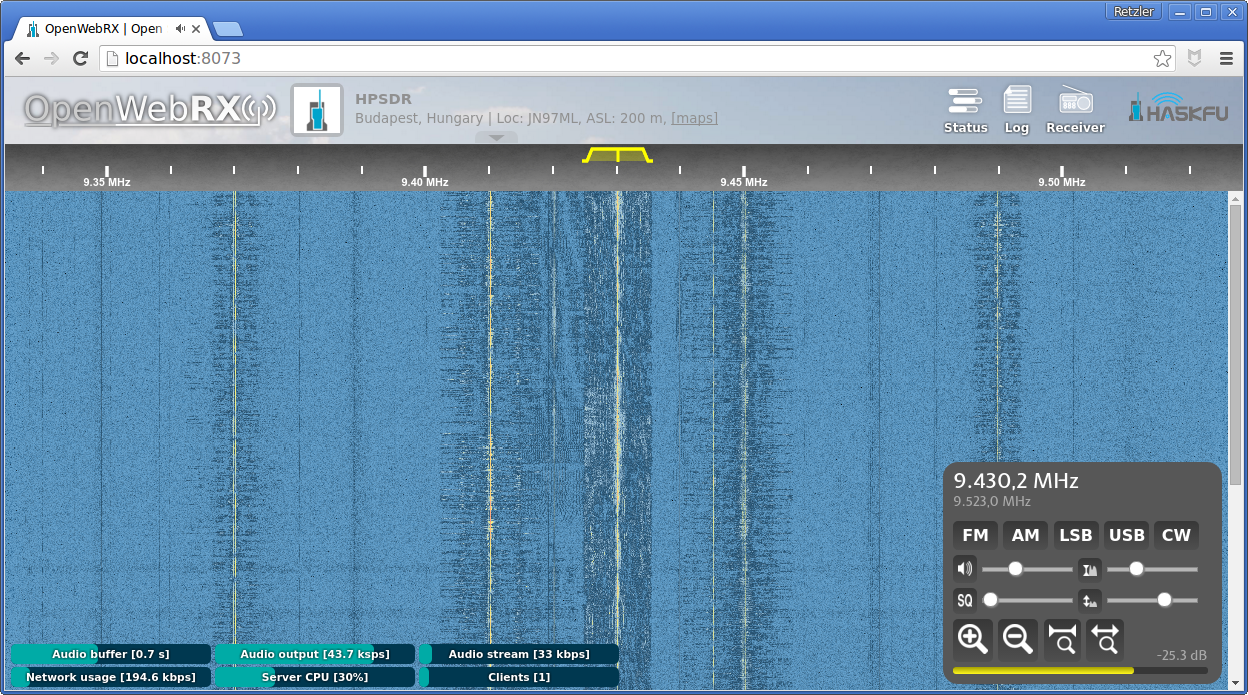 Retzler
OpenWebRX | Open
localhost:8073
OpenWebRX
HPSDR
Budapest, Hungary | Loc: JN97ML, ASL: 200 m, [maps]
Status Log Receiver
HASKFU
9.35 MHz 9.40 MHz 9.45 MHz 9.50 MHz
9.430,2 MHz
9.523,0 MHz
FM AM LSB USB CW
SQ
-25.3 dB
Audio buffer [0.7 s] Audio output [43.7 ksps] Audio stream [33 kbps]
Network usage [194.6 kbps] Server CPU [30%] Clients [1]